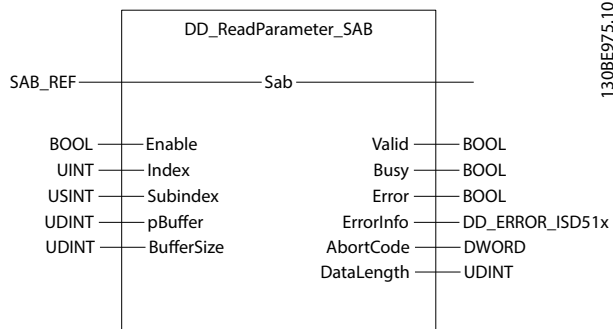 DD_ReadParameter_SAB
130BE975.10
SAB_REF Sab
BOOL Enable Valid BOOL
UINT Index Busy BOOL
USINT Subindex Error BOOL
UDINT pBuffer ErrorInfo DD_ERROR_ISD51x
UDINT BufferSize AbortCode DWORD
DataLength UDINT